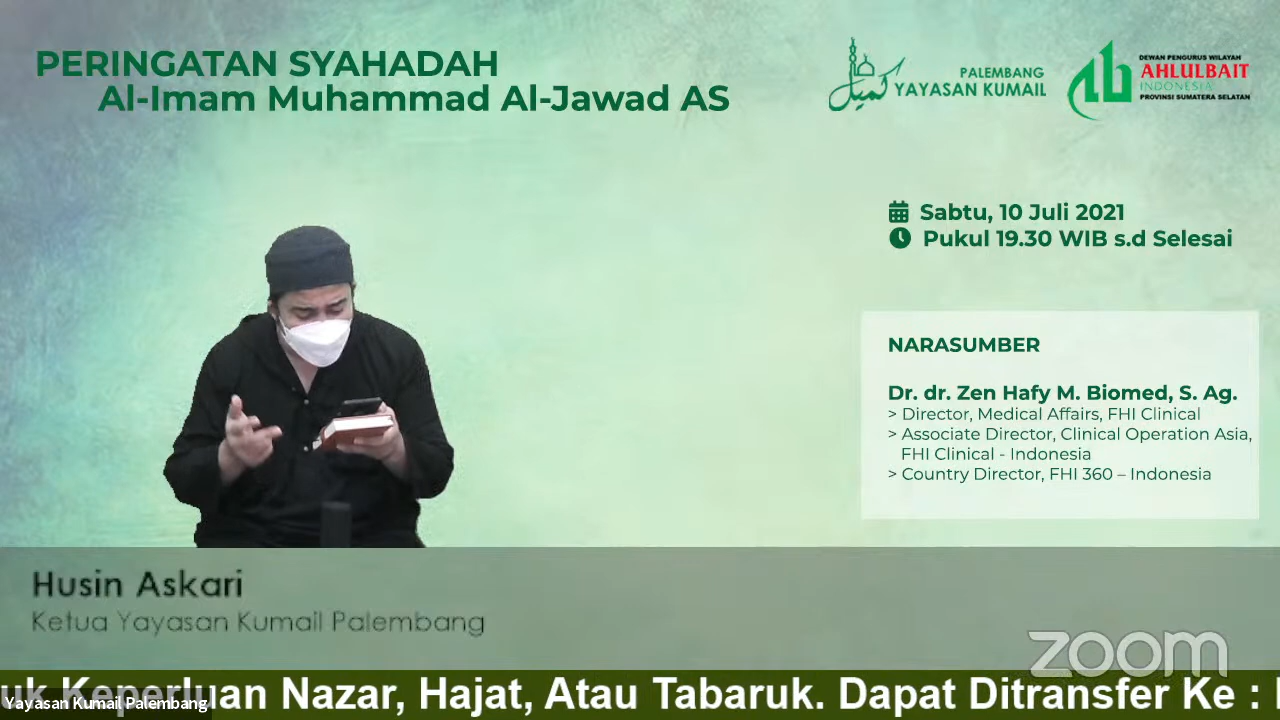 PERINGATAN SYAHADAH
Al-Imam Muhammad Al-Jawad AS
كميل
PALEMBANG
YAYASAN KUMAIL
DEWAN PENGURUS WILAYAH
AHLULBAIT
INDONESIA
PROVINSI SUMATERA SELATAN
Sabtu, 10 Juli 2021
Pukul 19.30 WIB s.d Selesai
NARASUMBER
Dr. dr. Zen Hafy M. Biomed, S. Ag.
> Director, Medical Affairs, FHI Clinical
> Associate Director, Clinical Operation Asia,
FHI Clinical - Indonesia
> Country Director, FHI 360 – Indonesia
Husin Askari
Ketua Yayasan Kumail Palembang
zoom
uk Keperluan Nazar, Hajat, Atau Tabaruk. Dapat Ditransfer Ke :
Yayasan Kumail Palembang